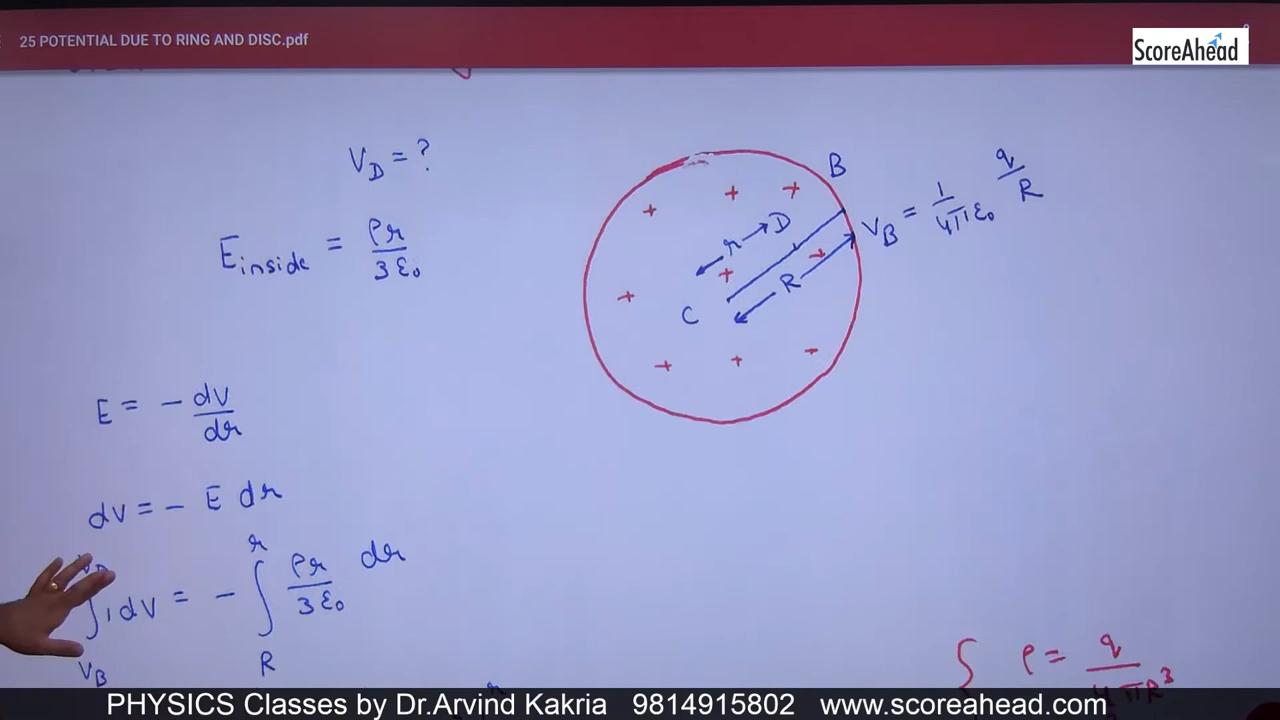 25 POTENTIAL DUE TO RING AND DISC.pdf
ScoreAhead
V_D = ?
E_inside = ρr / 3ε₀
B
V_B = 1/4πε₀ q/R
r D
C
R
E = - dV/dr
dV = - E dr
∫_{V_B} 1 dV = - ∫_R^r ρr/3ε₀ dr
ρ = q
PHYSICS Classes by Dr.Arvind Kakria 9814915802 www.scoreahead.com